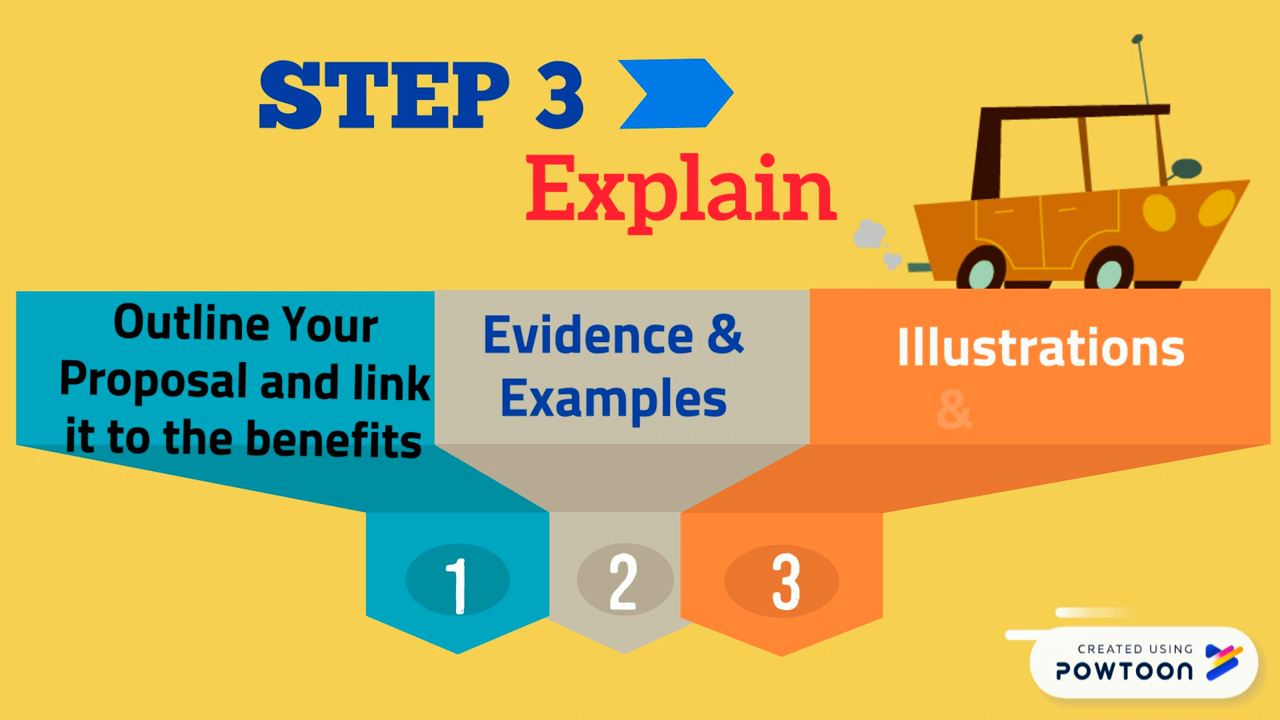 STEP 3
Explain
Outline Your
Proposal and link
it to the benefits
Evidence &
Examples
Illustrations
&
1
2
3
CREATED USING
POWTOON